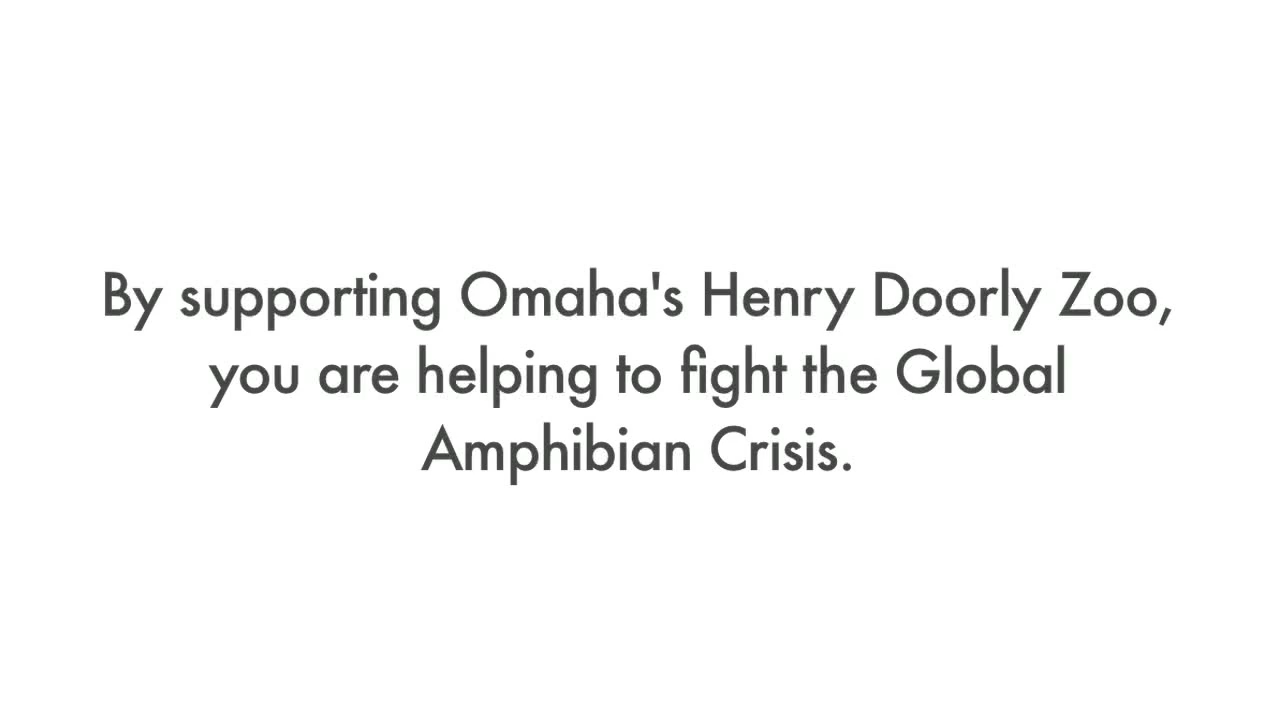 By supporting Omaha's Henry Doorly Zoo,
you are helping to fight the Global
Amphibian Crisis.